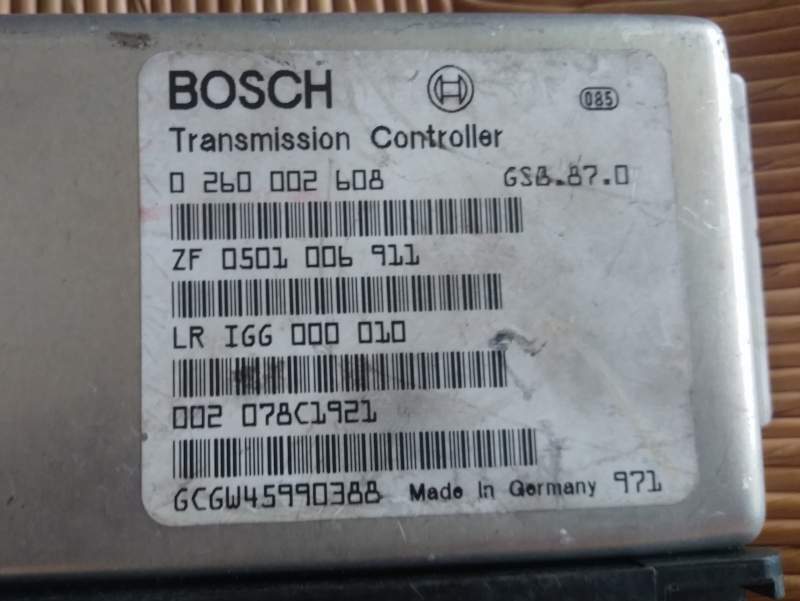 BOSCH
085
Transmission Controller
0 260 002 608 GS8.87.0
ZF 0501 006 911
LR IGG 000 010
002 078C1921
GCGW45990388 Made In Germany 971